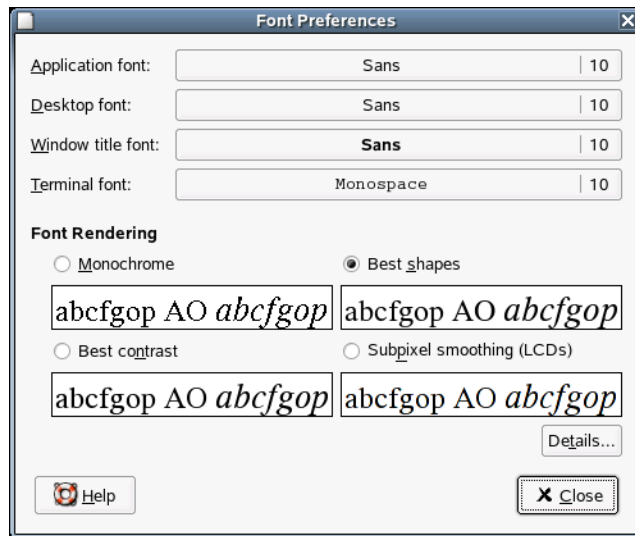 Font Preferences
Application font: Sans 10
Desktop font: Sans 10
Window title font: Sans 10
Terminal font: Monospace 10
Font Rendering
Monochrome Best shapes
abcfgop AO abcfgop abcfgop AO abcfgop
Best contrast Subpixel smoothing (LCDs)
abcfgop AO abcfgop abcfgop AO abcfgop
Details...
Help Close